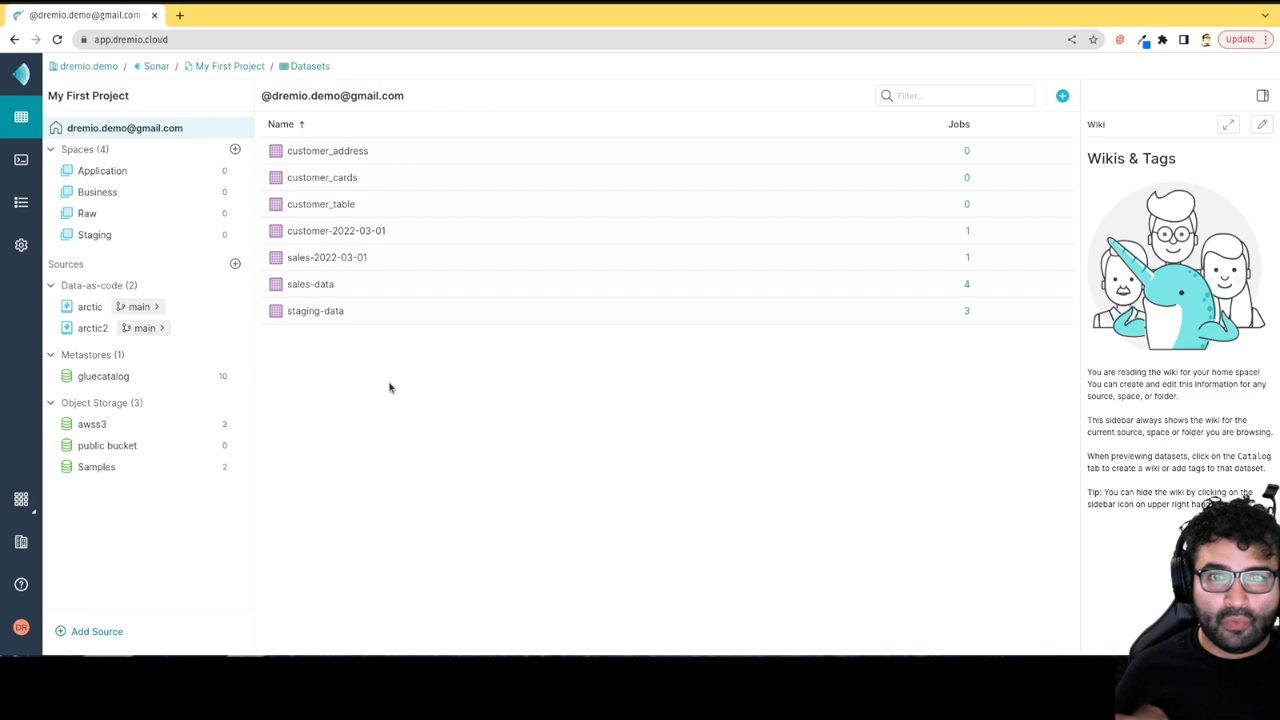 @dremio.demo@gmail.com
app.dremio.cloud
Update
dremio.demo / Sonar / My First Project / Datasets
My First Project
@dremio.demo@gmail.com
Filter...
Wiki
dremio.demo@gmail.com
Name
Jobs
Spaces (4)
Application 0
Business 0
Raw 0
Staging 0
Sources
Data-as-code (2)
arctic main
arctic2 main
Metastores (1)
gluecatalog 10
Object Storage (3)
awss3 3
public bucket 0
Samples 2
Add Source
DR
customer_address 0
customer_cards 0
customer_table 0
customer-2022-03-01 1
sales-2022-03-01 1
sales-data 4
staging-data 3
Wikis & Tags
You are reading the wiki for your home space!
You can create and edit this information for any
source, space, or folder.
This sidebar always shows the wiki for the
current source, space or folder you are browsing.
When previewing datasets, click on the Catalog
tab to create a wiki or add tags to that dataset.
Tip: You can hide the wiki by clicking on the
sidebar icon on upper right